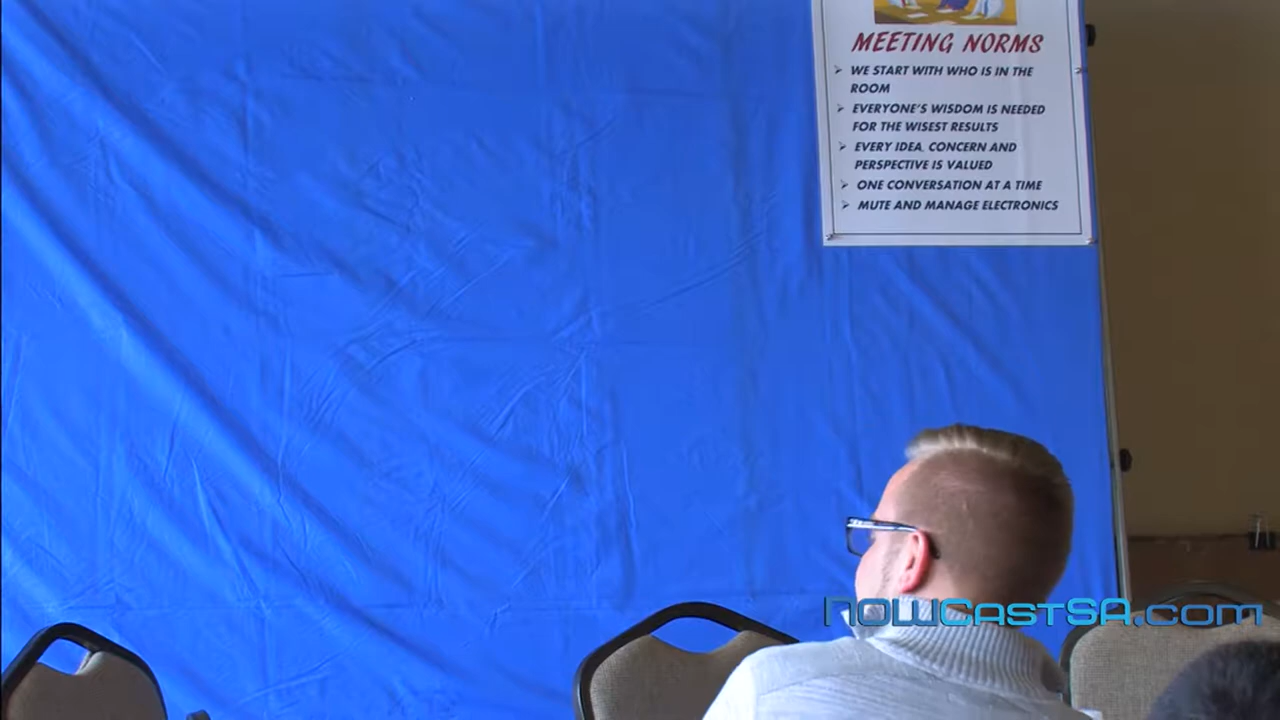 MEETING NORMS
WE START WITH WHO IS IN THE
ROOM
EVERYONE'S WISDOM IS NEEDED
FOR THE WISEST RESULTS
EVERY IDEA, CONCERN AND
PERSPECTIVE IS VALUED
ONE CONVERSATION AT A TIME
MUTE AND MANAGE ELECTRONICS
NOWCASTSA.COM